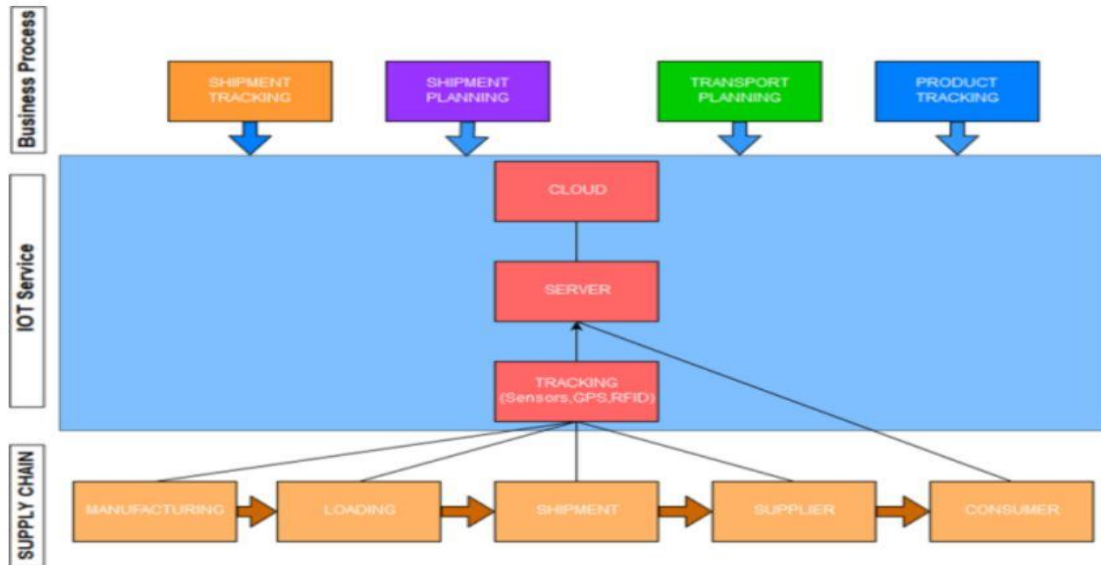 Business Process
SHIPMENT
TRACKING
SHIPMENT
PLANNING
TRANSPORT
PLANNING
PRODUCT
TRACKING
IOT Service
CLOUD
SERVER
TRACKING
(Sensors,GPS,RFID)
SUPPLY CHAIN
MANUFACTURING
LOADING
SHIPMENT
SUPPLIER
CONSUMER